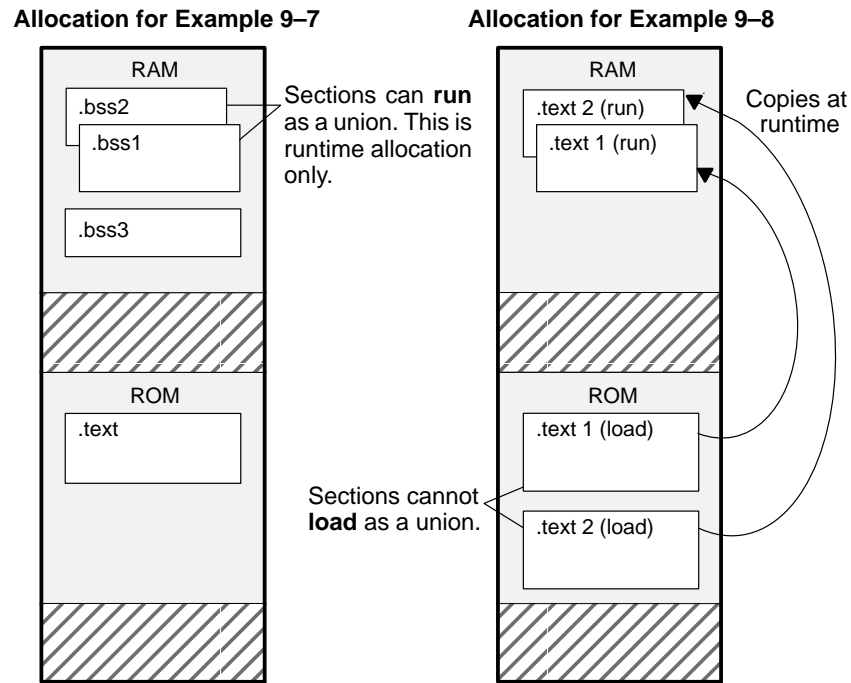 Allocation for Example 9–7
RAM
.bss2
.bss1
.bss3
Sections can run
as a union. This is
runtime allocation
only.
ROM
.text
Allocation for Example 9–8
RAM
.text 2 (run)
.text 1 (run)
Copies at
runtime
ROM
.text 1 (load)
.text 2 (load)
Sections cannot
load as a union.